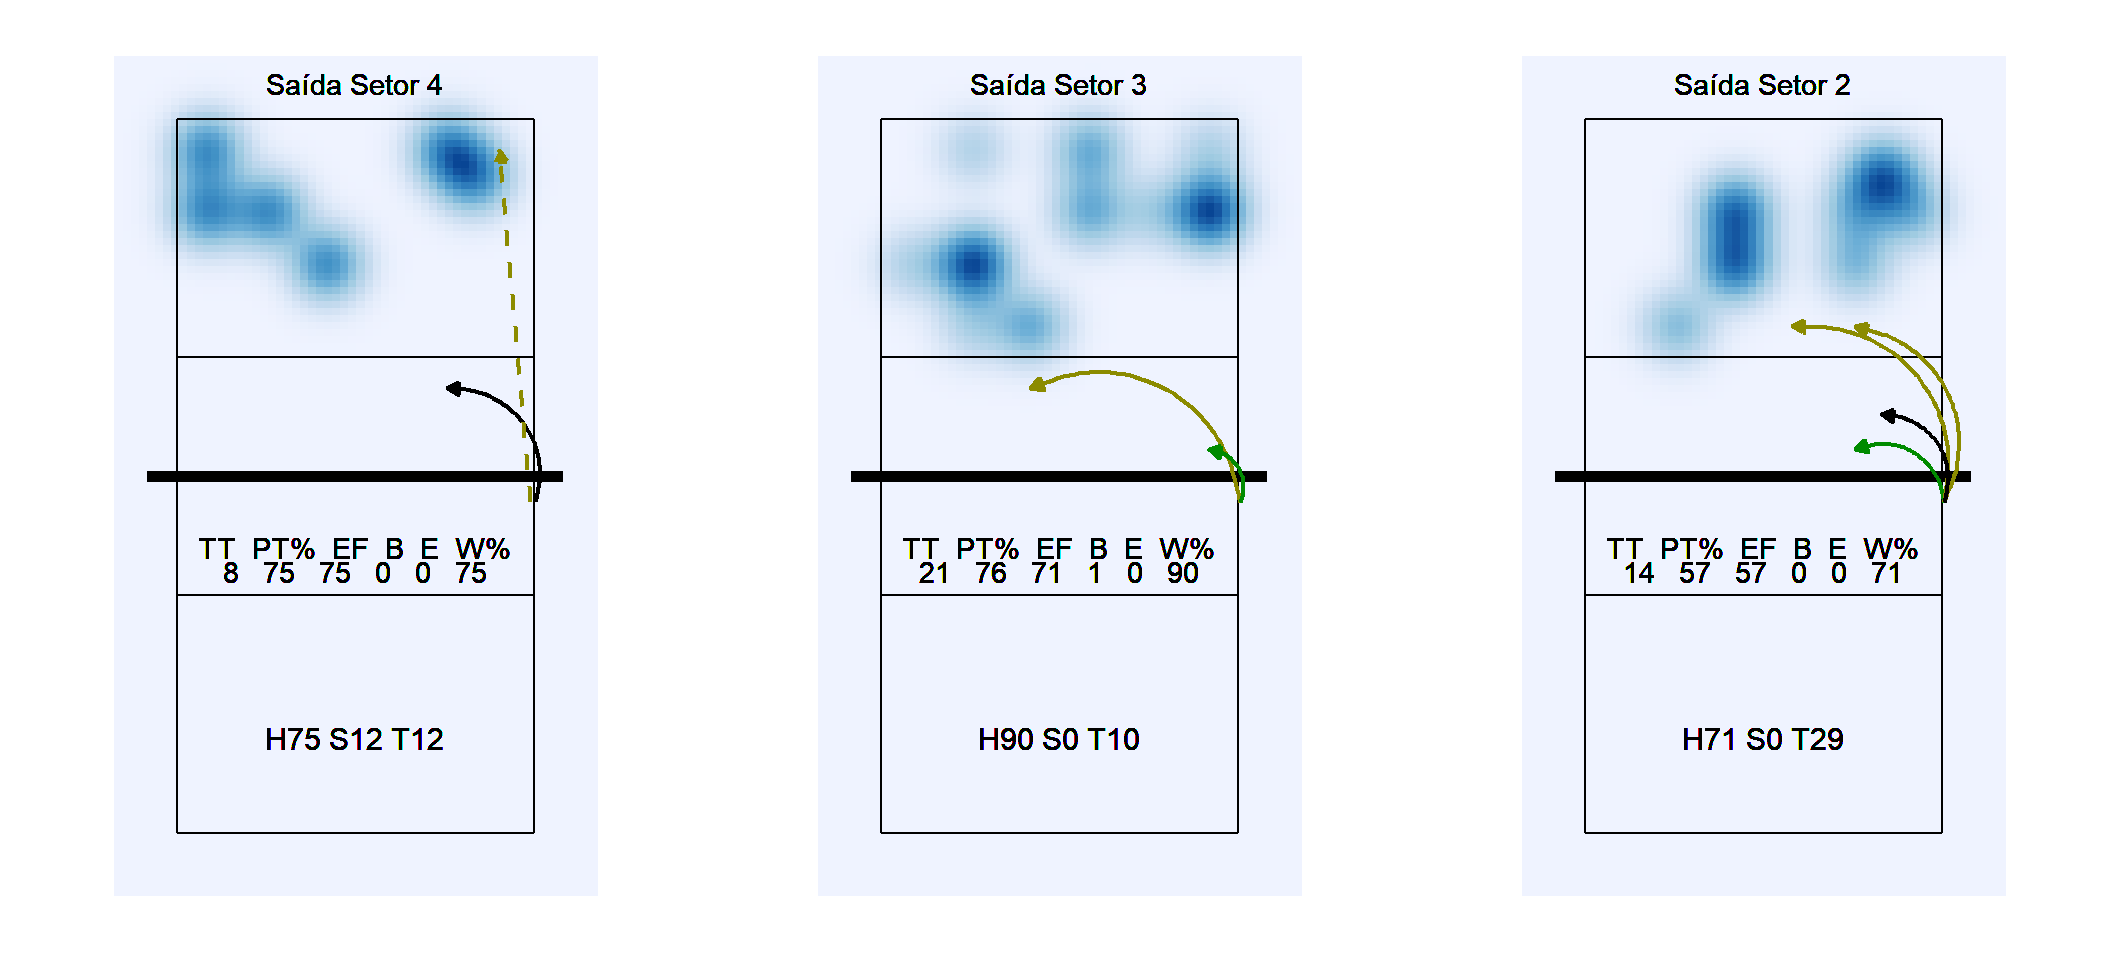 Saída Setor 4
TT PT% EF B E W%
8 75 75 0 0 75
H75 S12 T12
Saída Setor 3
TT PT% EF B E W%
21 76 71 1 0 90
H90 S0 T10
Saída Setor 2
TT PT% EF B E W%
14 57 57 0 0 71
H71 S0 T29